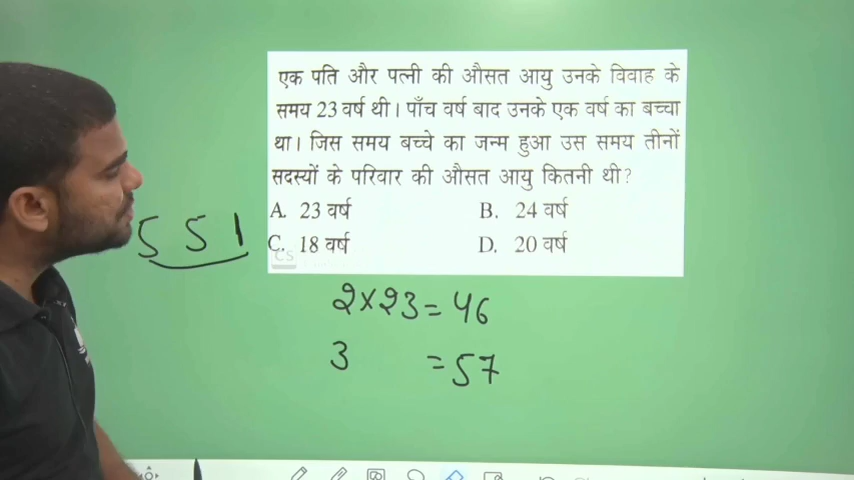 एक पति और पत्नी की औसत आयु उनके विवाह के
समय 23 वर्ष थी। पाँच वर्ष बाद उनके एक वर्ष का बच्चा
था। जिस समय बच्चे का जन्म हुआ उस समय तीनों
सदस्यों के परिवार की औसत आयु कितनी थी?
A. 23 वर्ष B. 24 वर्ष
C. 18 वर्ष D. 20 वर्ष
CS
5 5 1
2×23=46
3 =57